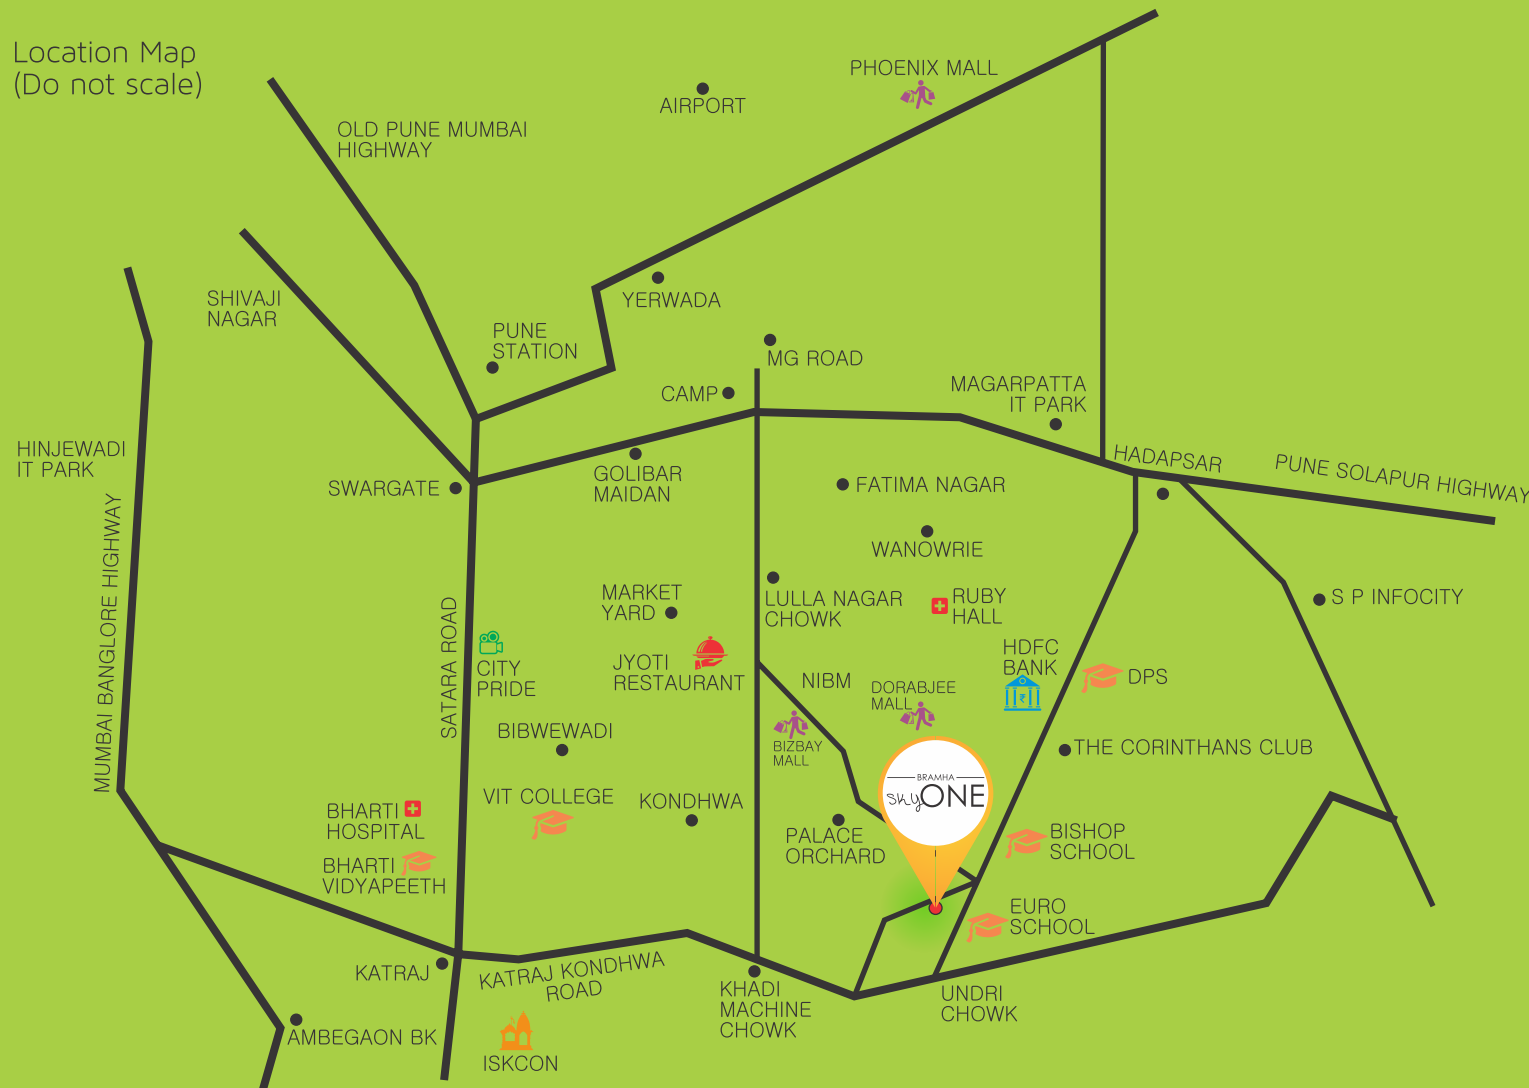 Location Map
(Do not scale)
PHOENIX MALL
AIRPORT
OLD PUNE MUMBAI
HIGHWAY
SHIVAJI
NAGAR
YERWADA
PUNE
STATION
MG ROAD
CAMP
MAGARPATTA
IT PARK
HINJEWADI
IT PARK
HADAPSAR
PUNE SOLAPUR HIGHWAY
SWARGATE
GOLIBAR
MAIDAN
FATIMA NAGAR
WANOWRIE
MUMBAI BANGLORE HIGHWAY
SATARA ROAD
MARKET
YARD
LULLA NAGAR
CHOWK
RUBY
HALL
S P INFOCITY
CITY
PRIDE
JYOTI
RESTAURANT
NIBM
DORABJEE
MALL
HDFC
BANK
₹
DPS
BIBWEWADI
BIZBAY
MALL
THE CORINTHANS CLUB
BRAMHA
sky ONE
VIT COLLEGE
KONDHWA
BHARTI
HOSPITAL
PALACE
ORCHARD
BISHOP
SCHOOL
BHARTI
VIDYAPEETH
EURO
SCHOOL
KATRAJ
KATRAJ KONDHWA
ROAD
KHADI
MACHINE
CHOWK
UNDRI
CHOWK
AMBEGAON BK
ISKCON